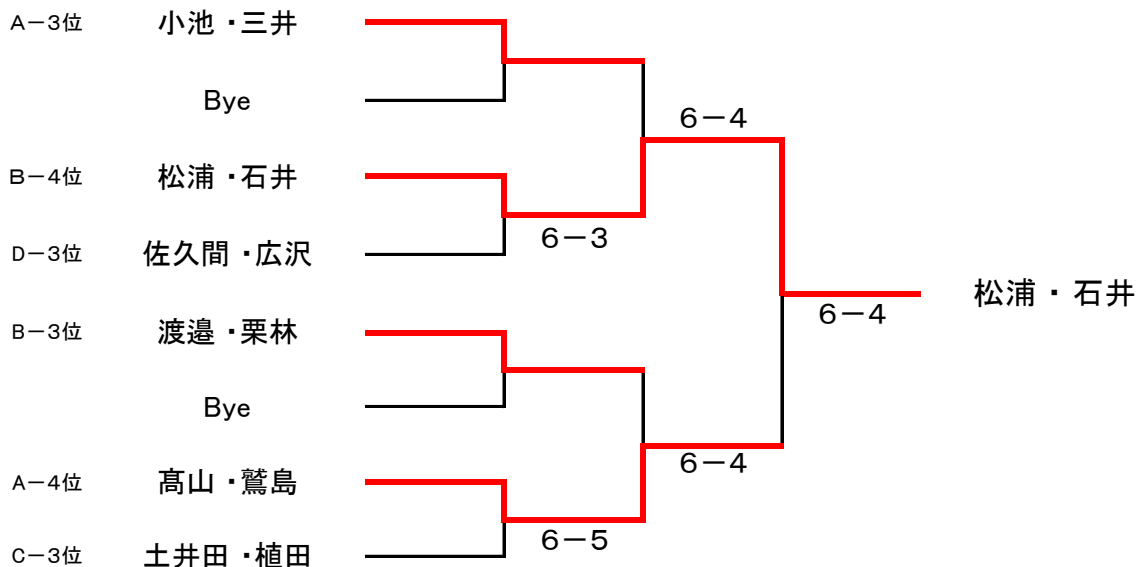 A－3位 小池・三井
Bye
6－4
B－4位 松浦・石井
6－3
D－3位 佐久間・広沢
松浦・石井
6－4
B－3位 渡邉・栗林
Bye
6－4
A－4位 髙山・鷲島
6－5
C－3位 土井田・植田